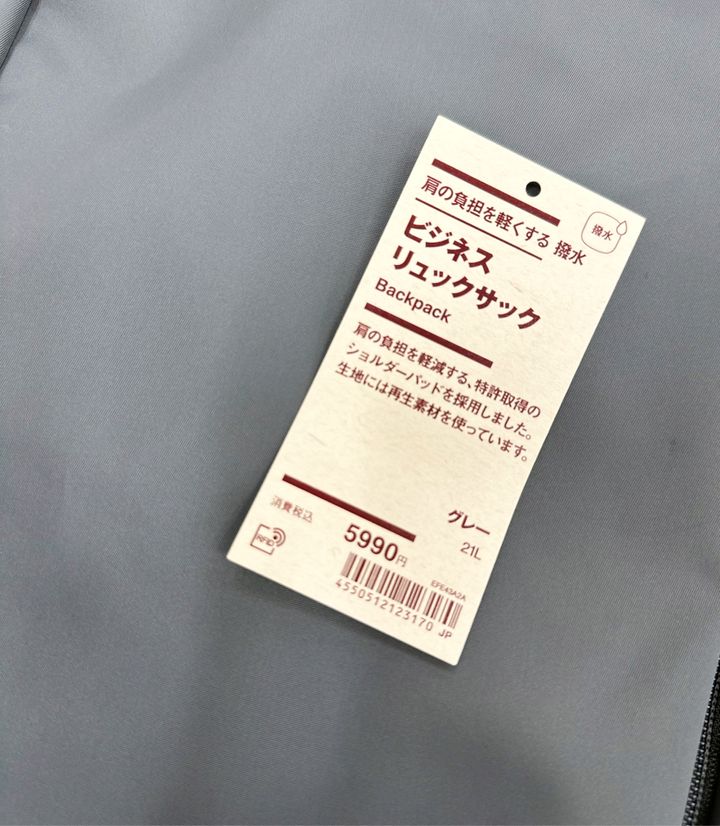 肩の負担を軽くする 撥水
撥水
ビジネス
リュックサック
Backpack
肩の負担を軽減する、特許取得の
ショルダーパッドを採用しました。
生地には再生素材を使っています。
グレー
21L
消費税込
5990円
RFID
EFE43A2A
4550512123170 JP